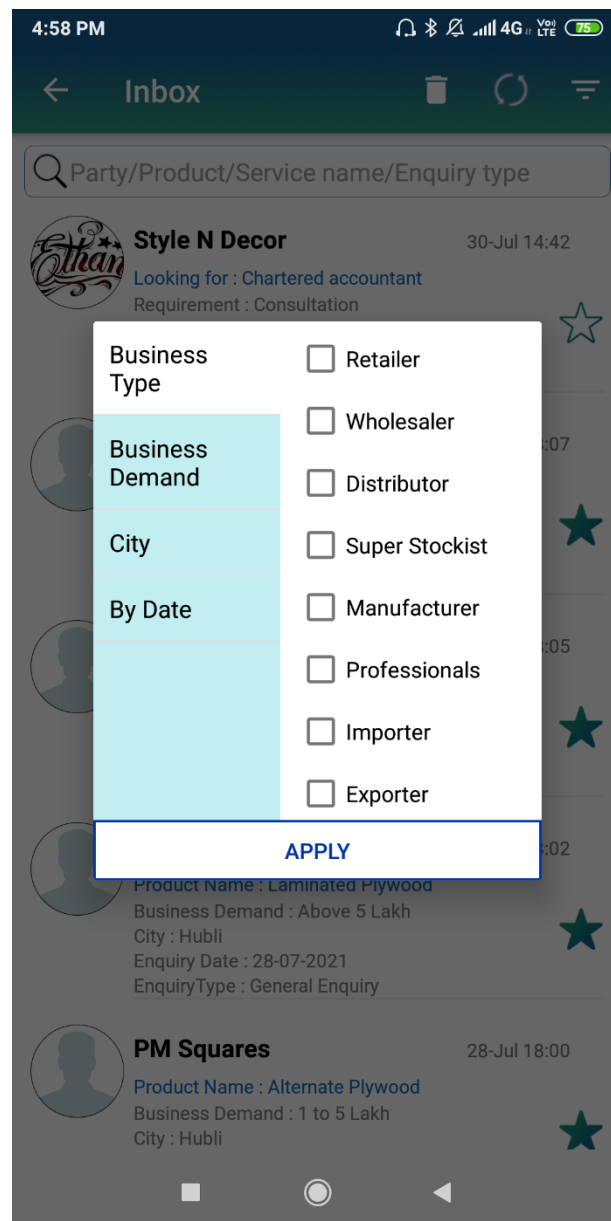 4:58 PM
4G
Vo))
LTE
75
Inbox
Party/Product/Service name/Enquiry type
Ethan
Style N Decor
30-Jul 14:42
Looking for : Chartered accountant
Requirement : Consultation
Business
Type
Retailer
Wholesaler
Business
Demand
:07
Distributor
City
Super Stockist
By Date
Manufacturer
:05
Professionals
Importer
Exporter
APPLY
:02
Product Name : Laminated Plywood
Business Demand : Above 5 Lakh
City : Hubli
Enquiry Date : 28-07-2021
EnquiryType : General Enquiry
PM Squares
28-Jul 18:00
Product Name : Alternate Plywood
Business Demand : 1 to 5 Lakh
City : Hubli